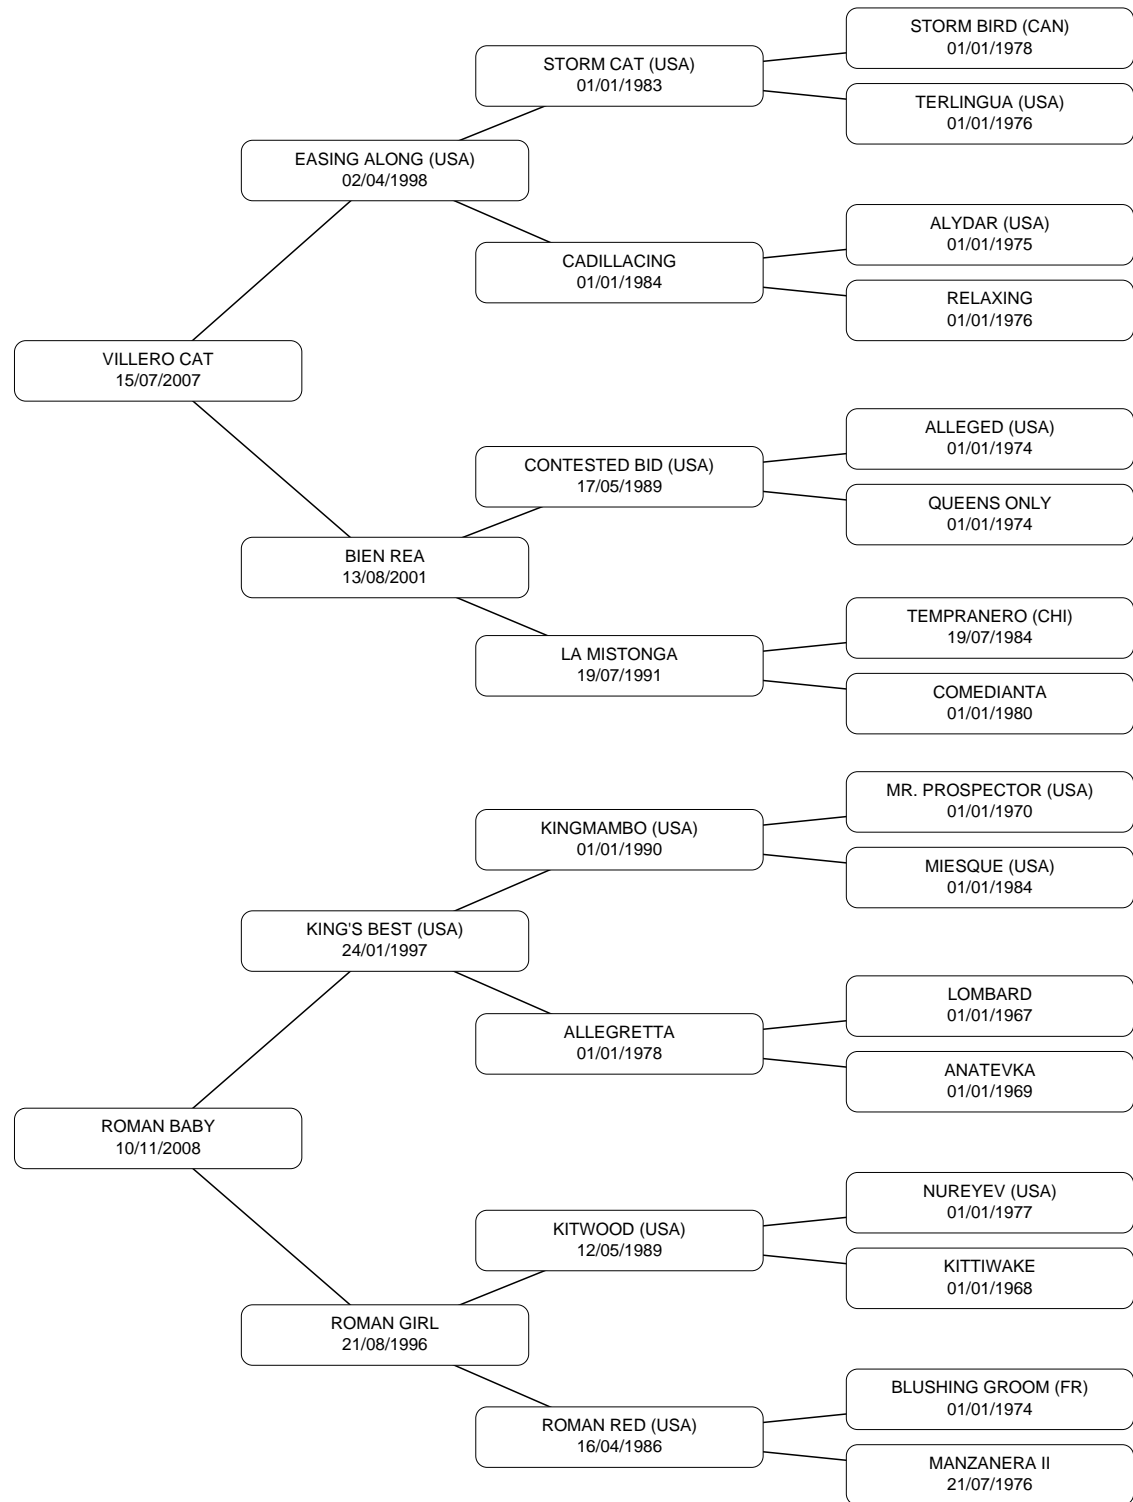 STORM BIRD (CAN)
01/01/1978
STORM CAT (USA)
01/01/1983
TERLINGUA (USA)
01/01/1976
EASING ALONG (USA)
02/04/1998
ALYDAR (USA)
01/01/1975
CADILLACING
01/01/1984
RELAXING
01/01/1976
VILLERO CAT
15/07/2007
ALLEGED (USA)
01/01/1974
CONTESTED BID (USA)
17/05/1989
QUEENS ONLY
01/01/1974
BIEN REA
13/08/2001
TEMPRANERO (CHI)
19/07/1984
LA MISTONGA
19/07/1991
COMEDIANTA
01/01/1980
MR. PROSPECTOR (USA)
01/01/1970
KINGMAMBO (USA)
01/01/1990
MIESQUE (USA)
01/01/1984
KING'S BEST (USA)
24/01/1997
LOMBARD
01/01/1967
ALLEGRETTA
01/01/1978
ANATEVKA
01/01/1969
ROMAN BABY
10/11/2008
NUREYEV (USA)
01/01/1977
KITWOOD (USA)
12/05/1989
KITTIWAKE
01/01/1968
ROMAN GIRL
21/08/1996
BLUSHING GROOM (FR)
01/01/1974
ROMAN RED (USA)
16/04/1986
MANZANERA II
21/07/1976